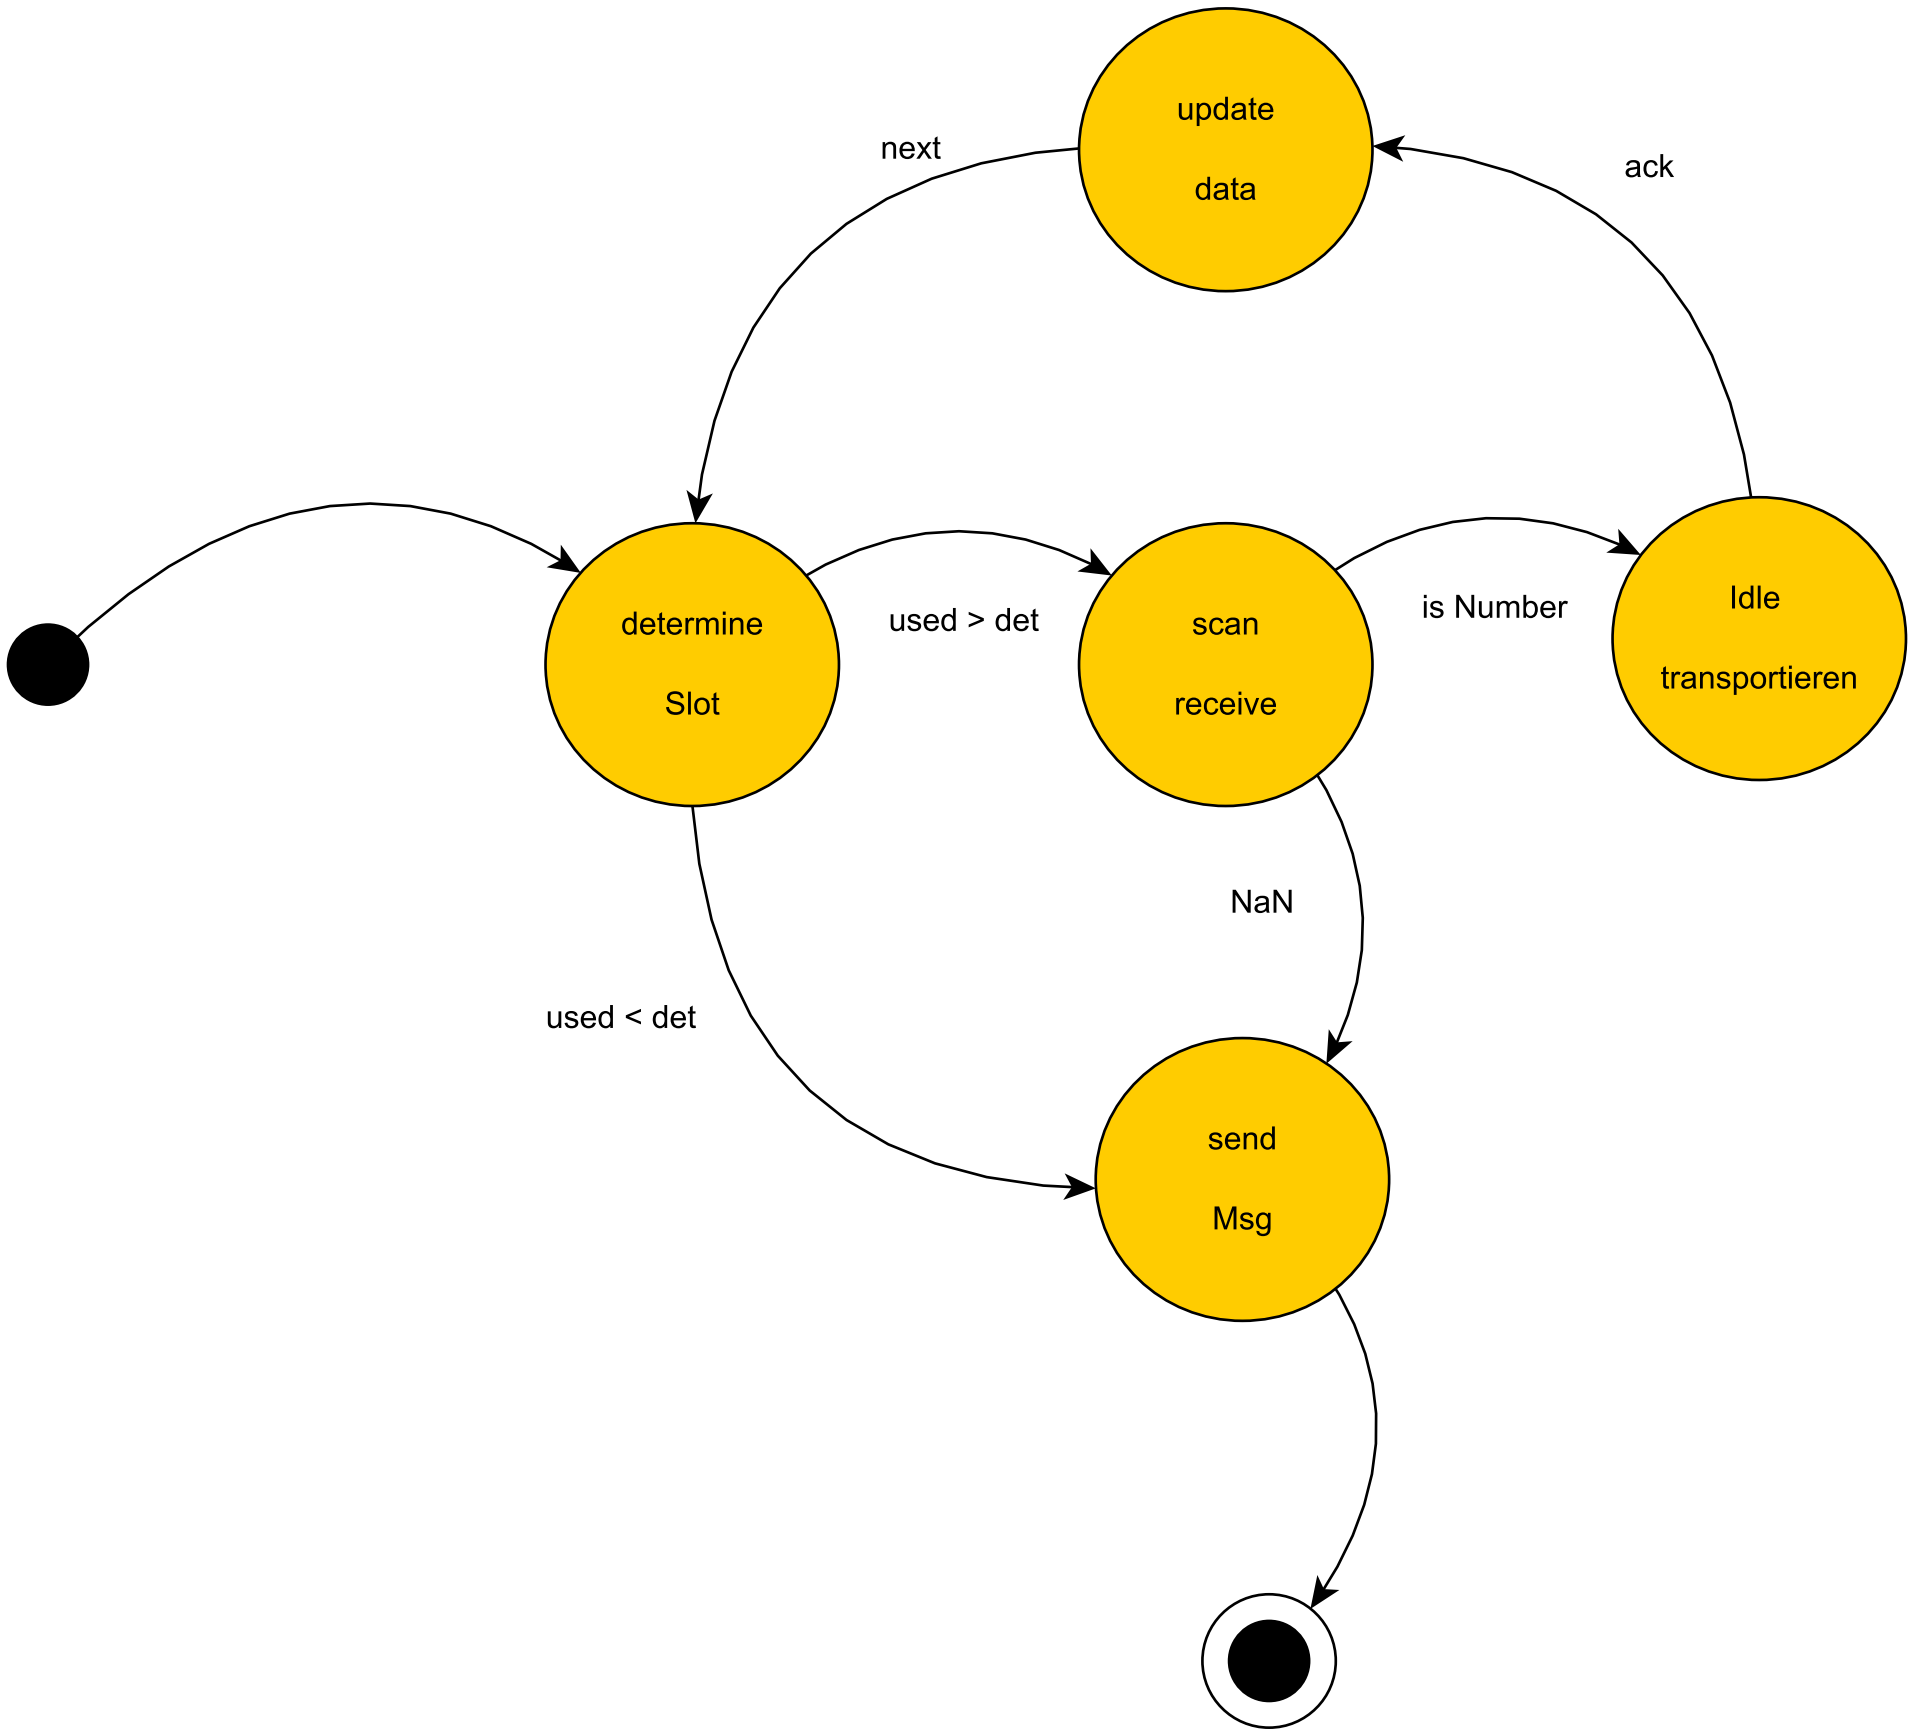 update
data
next
ack
determine
Slot
used > det
scan
receive
is Number
Idle
transportieren
NaN
used < det
send
Msg